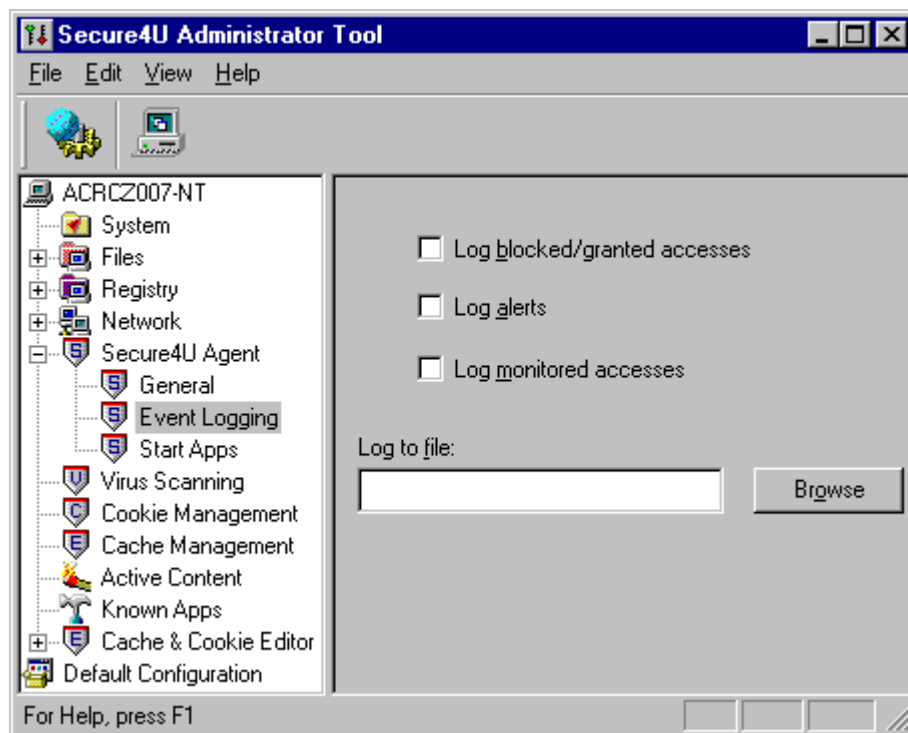 Secure4U Administrator Tool
File Edit View Help
ACRCZ007-NT
System
Files
Registry
Network
Secure4U Agent
General
Event Logging
Start Apps
Virus Scanning
Cookie Management
Cache Management
Active Content
Known Apps
Cache & Cookie Editor
Default Configuration
Log blocked/granted accesses
Log alerts
Log monitored accesses
Log to file:
Browse
For Help, press F1